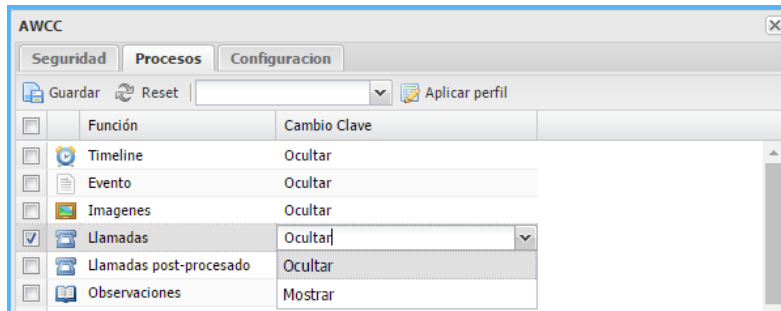 AWCC
Seguridad Procesos Configuracion
Guardar Reset Aplicar perfil
Función Cambio Clave
Timeline Ocultar
Evento Ocultar
Imagenes Ocultar
Llamadas Ocultar
Llamadas post-procesado Ocultar
Observaciones Mostrar